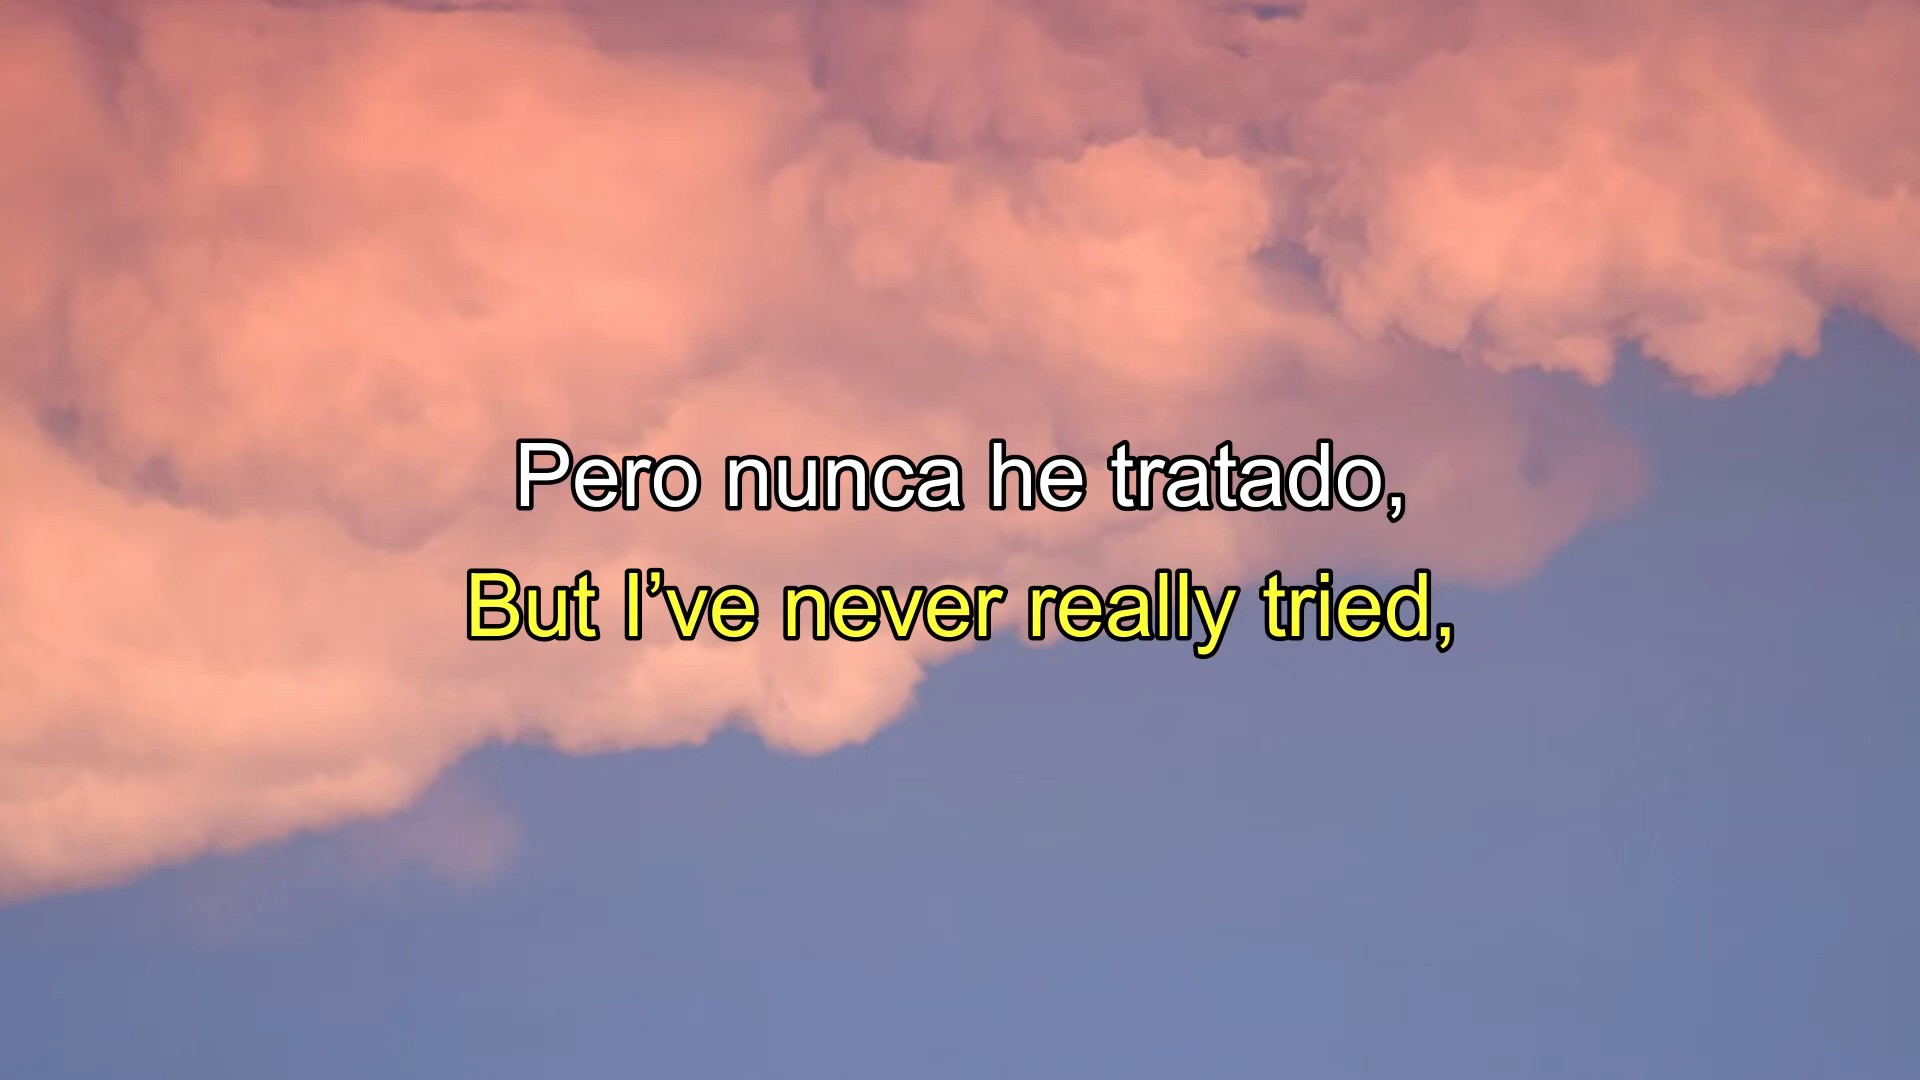 Pero nunca he tratado,
But I’ve never really tried,